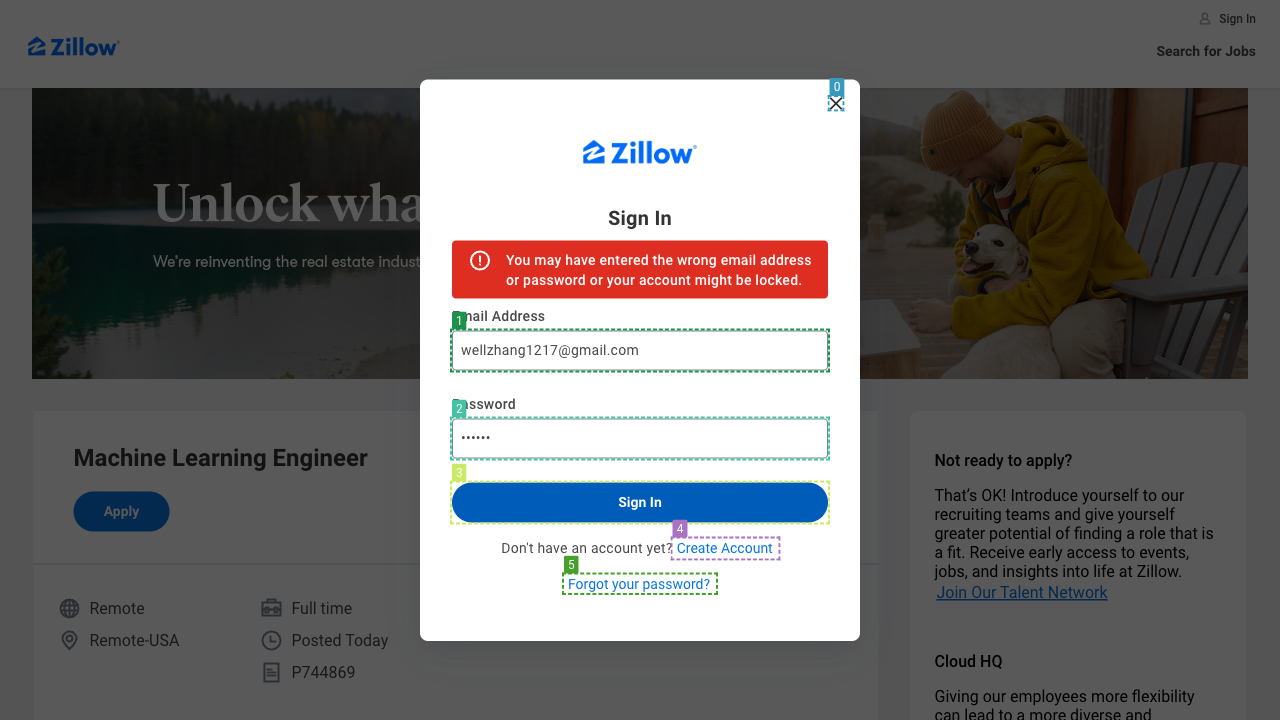 Sign In
Zillow
Search for Jobs
0
Zillow
Unlock wha
We're reinventing the real estate indust
Sign In
You may have entered the wrong email address
or password or your account might be locked.
1
mail Address
wellzhang1217@gmail.com
2
assword
••••••
3
Sign In
4
Don't have an account yet? Create Account
5
Forgot your password?
Machine Learning Engineer
Apply
Remote
Full time
Remote-USA
Posted Today
P744869
Not ready to apply?
That's OK! Introduce yourself to our
recruiting teams and give yourself
greater potential of finding a role that is
a fit. Receive early access to events,
jobs, and insights into life at Zillow.
Join Our Talent Network
Cloud HQ
Giving our employees more flexibility
can lead to a more diverse and